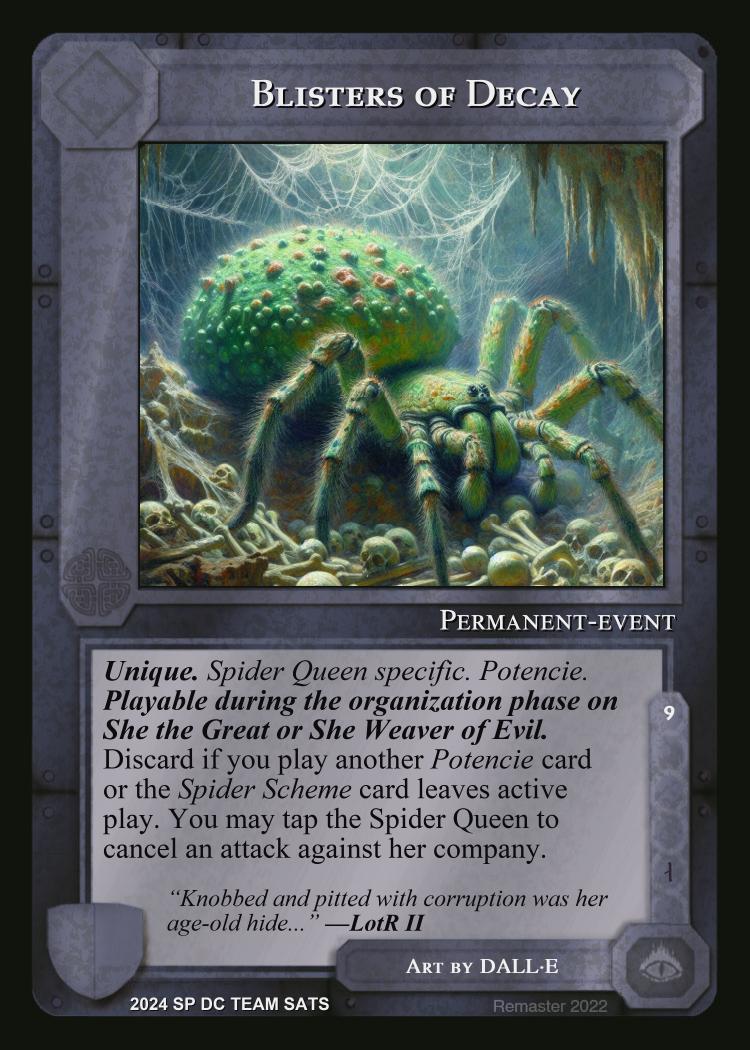 Blisters of Decay
Permanent-event
Unique. Spider Queen specific. Potencie.
Playable during the organization phase on
She the Great or She Weaver of Evil.
Discard if you play another Potencie card
or the Spider Scheme card leaves active
play. You may tap the Spider Queen to
cancel an attack against her company.
9
“Knobbed and pitted with corruption was her
age-old hide...” —LotR II
Art by DALL·E
2024 SP DC TEAM SATS
Remaster 2022